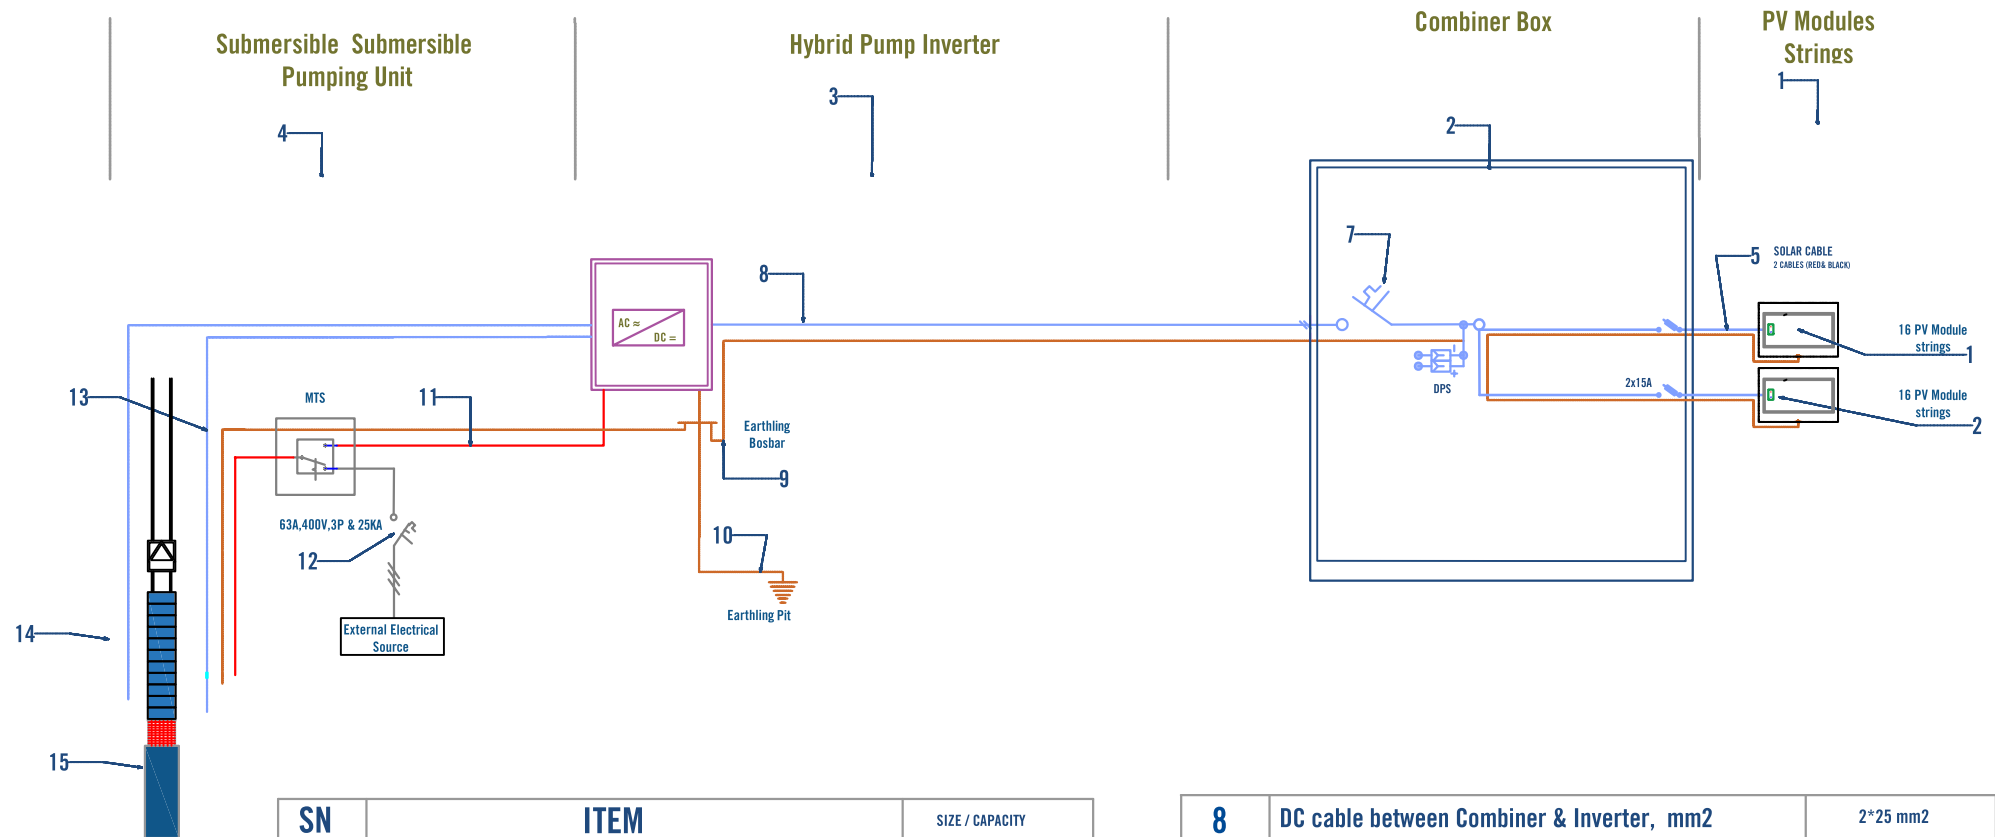 Submersible Submersible
Pumping Unit
Hybrid Pump Inverter
Combiner Box
PV Modules
Strings
4
3
2
1
7
8
5 SOLAR CABLE
2 CABLES (RED& BLACK)
AC ≈
DC =
16 PV Module
strings
1
DPS
2x15A
16 PV Module
strings
2
13
MTS
11
Earthling
Bosbar
9
63A,400V,3P & 25KA
12
10
Earthling Pit
External Electrical
Source
14
15
SN ITEM SIZE / CAPACITY
8 DC cable between Combiner & Inverter, mm2 2*25 mm2